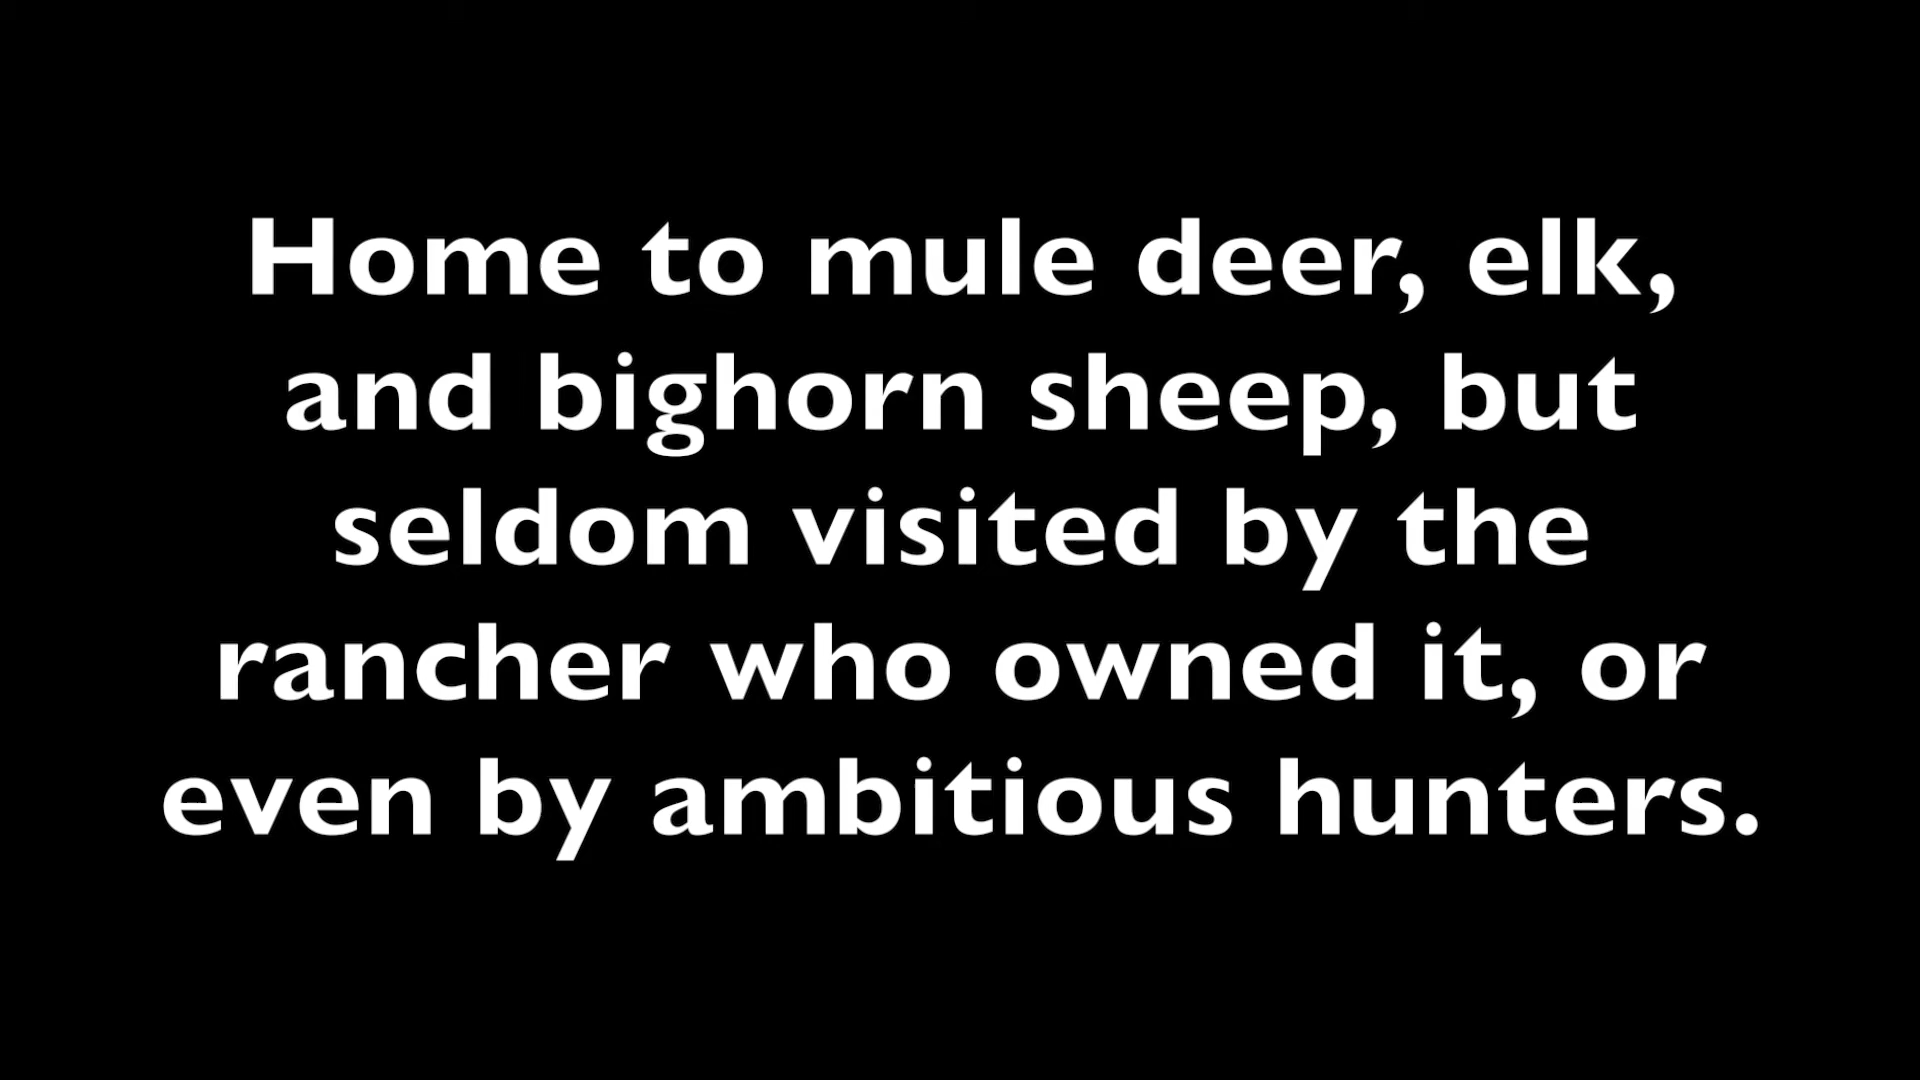 Home to mule deer, elk,
and bighorn sheep, but
seldom visited by the
rancher who owned it, or
even by ambitious hunters.